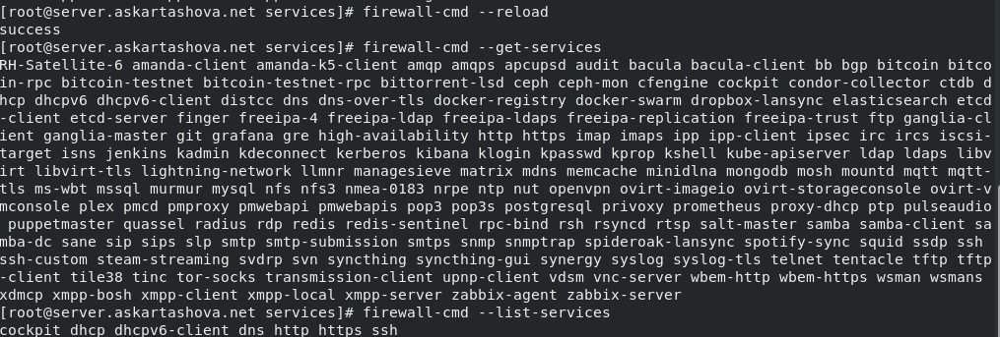 [root@server.askartashova.net services]# firewall-cmd --reload
success
[root@server.askartashova.net services]# firewall-cmd --get-services
RH-Satellite-6 amanda-client amanda-k5-client amqp amqps apcupsd audit bacula bacula-client bb bgp bitcoin bitco
in-rpc bitcoin-testnet bitcoin-testnet-rpc bittorrent-lsd ceph ceph-mon cfengine cockpit condor-collector ctdb d
hcp dhcpv6 dhcpv6-client distcc dns dns-over-tls docker-registry docker-swarm dropbox-lansync elasticsearch etcd
-client etcd-server finger freeipa-4 freeipa-ldap freeipa-ldaps freeipa-replication freeipa-trust ftp ganglia-cl
ient ganglia-master git grafana gre high-availability http https imap imaps ipp ipp-client ipsec irc ircs iscsi-
target isns jenkins kadmin kdeconnect kerberos kibana klogin kpasswd kprop kshell kube-apiserver ldap ldaps libv
irt libvirt-tls lightning-network llmnr managesieve matrix mdns memcache minidlna mongodb mosh mountd mqtt mqtt-
tls ms-wbt mssql murmur mysql nfs nfs3 nmea-0183 nrpe ntp nut openvpn ovirt-imageio ovirt-storageconsole ovirt-v
mconsole plex pmcd pmproxy pmwebapi pmwebapis pop3 pop3s postgresql privoxy prometheus proxy-dhcp ptp pulseaudio
 puppetmaster quassel radius rdp redis redis-sentinel rpc-bind rsh rsyncd rtsp salt-master samba samba-client sa
mba-dc sane sip sips slp smtp smtp-submission smtps snmp snmptrap spideroak-lansync spotify-sync squid ssdp ssh
ssh-custom steam-streaming svdrp svn syncthing syncthing-gui synergy syslog syslog-tls telnet tentacle tftp tftp
-client tile38 tinc tor-socks transmission-client upnp-client vdsm vnc-server wbem-http wbem-https wsman wsmans
xdmcp xmpp-bosh xmpp-client xmpp-local xmpp-server zabbix-agent zabbix-server
[root@server.askartashova.net services]# firewall-cmd --list-services
cockpit dhcp dhcpv6-client dns http https ssh